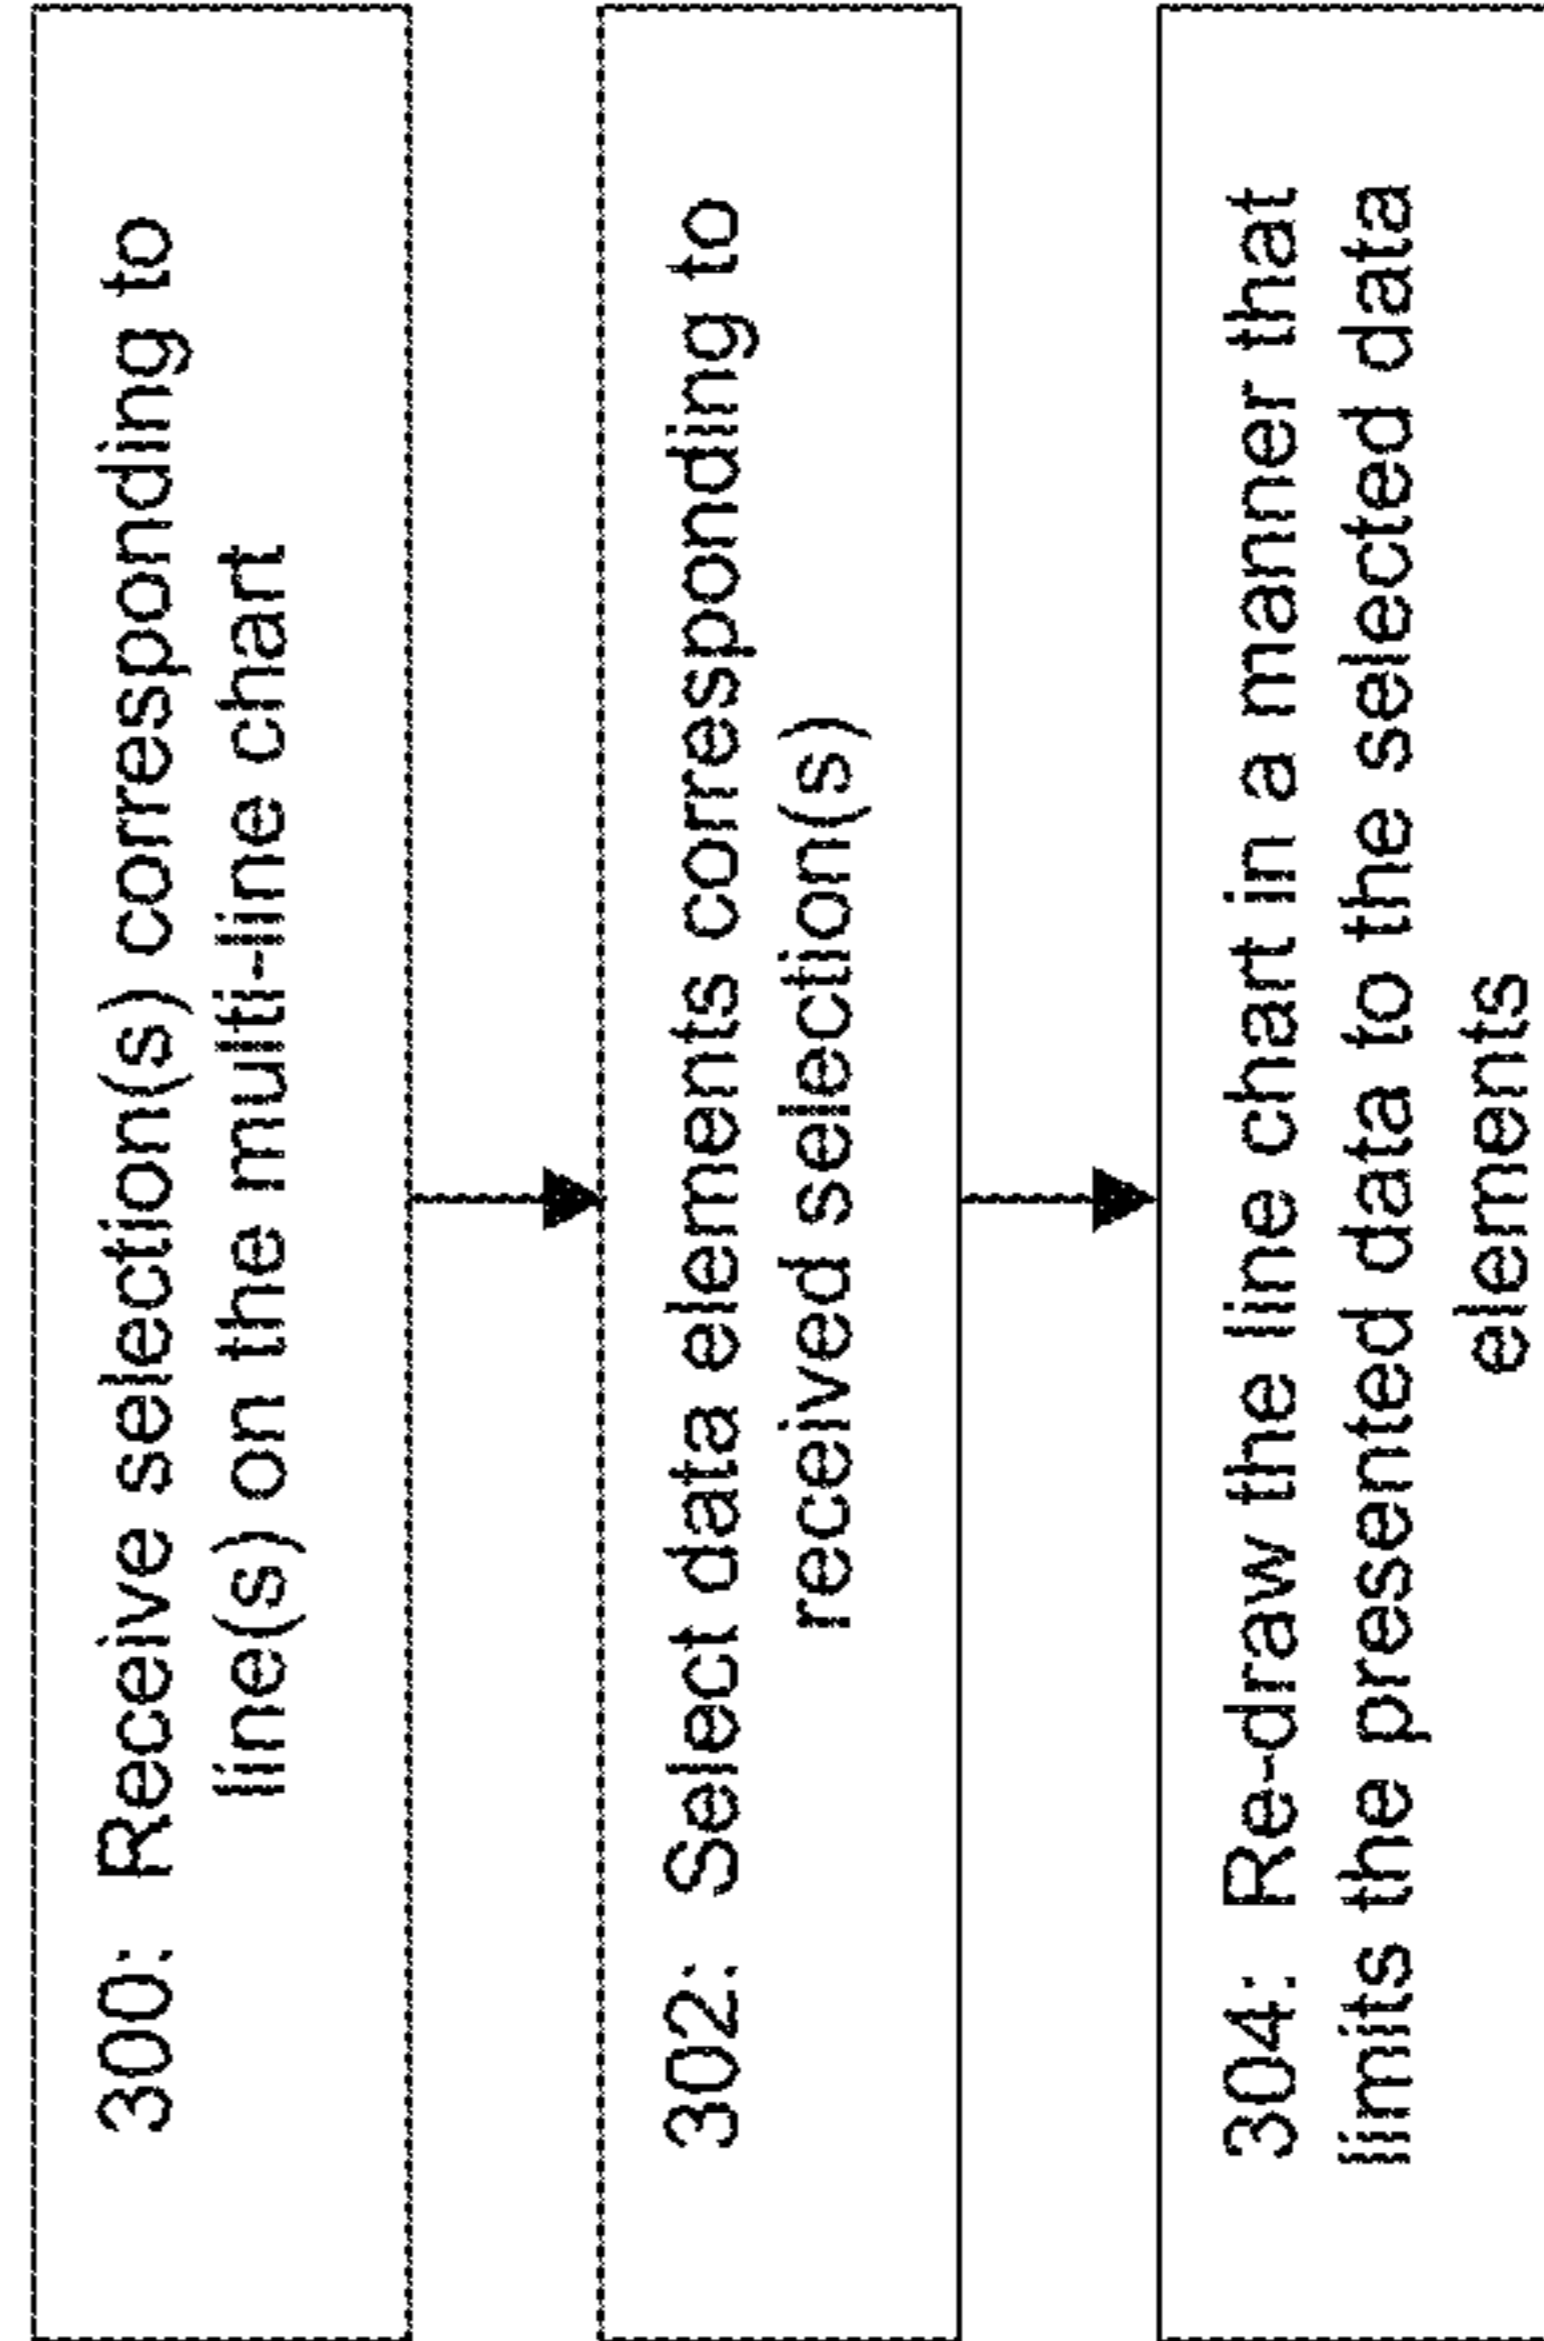 300: Receive selection(s) corresponding to
line(s) on the multi-line chart
302: Select data elements corresponding to
received selection(s)
304: Re-draw the line chart in a manner that
limits the presented data to the selected data
elements